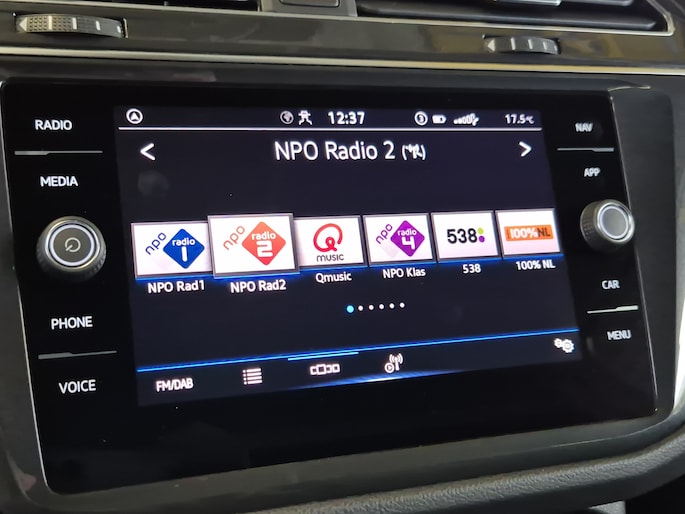 RADIO
MEDIA
PHONE
VOICE
12:37
3
17.5°C
< NPO Radio 2 >
npo radio 1
npo radio 2
Q MUSIC
npo radio 4
538
100% NL
NPO Rad1
NPO Rad2
Qmusic
NPO Klas
538
100% NL
FM/DAB
NAV
APP
CAR
MENU